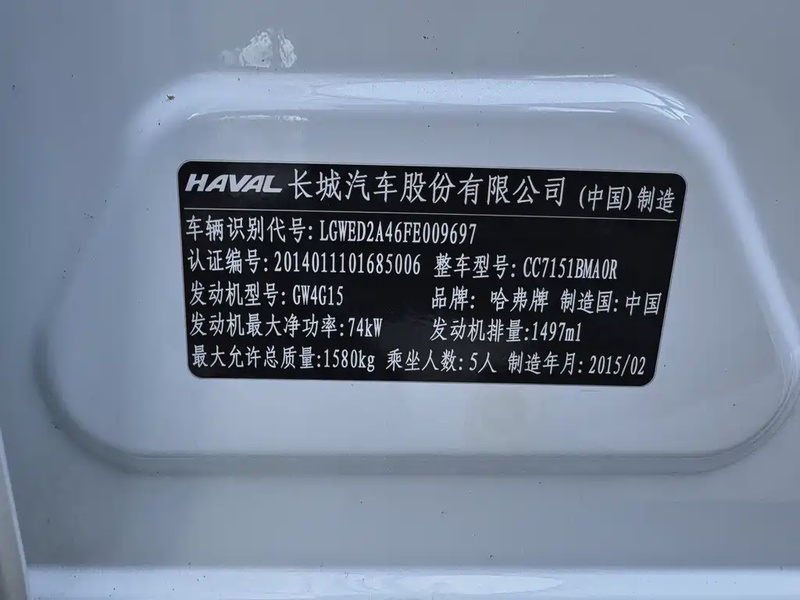 HAVAL 长城汽车股份有限公司 (中国)制造
车辆识别代号:LGWED2A46FE009697
认证编号:2014011101685006 整车型号:CC7151BMA0R
发动机型号:GW4G15 品牌: 哈弗牌 制造国:中国
发动机最大净功率:74kW 发动机排量:1497ml
最大允许总质量:1580kg 乘坐人数:5人 制造年月:2015/02